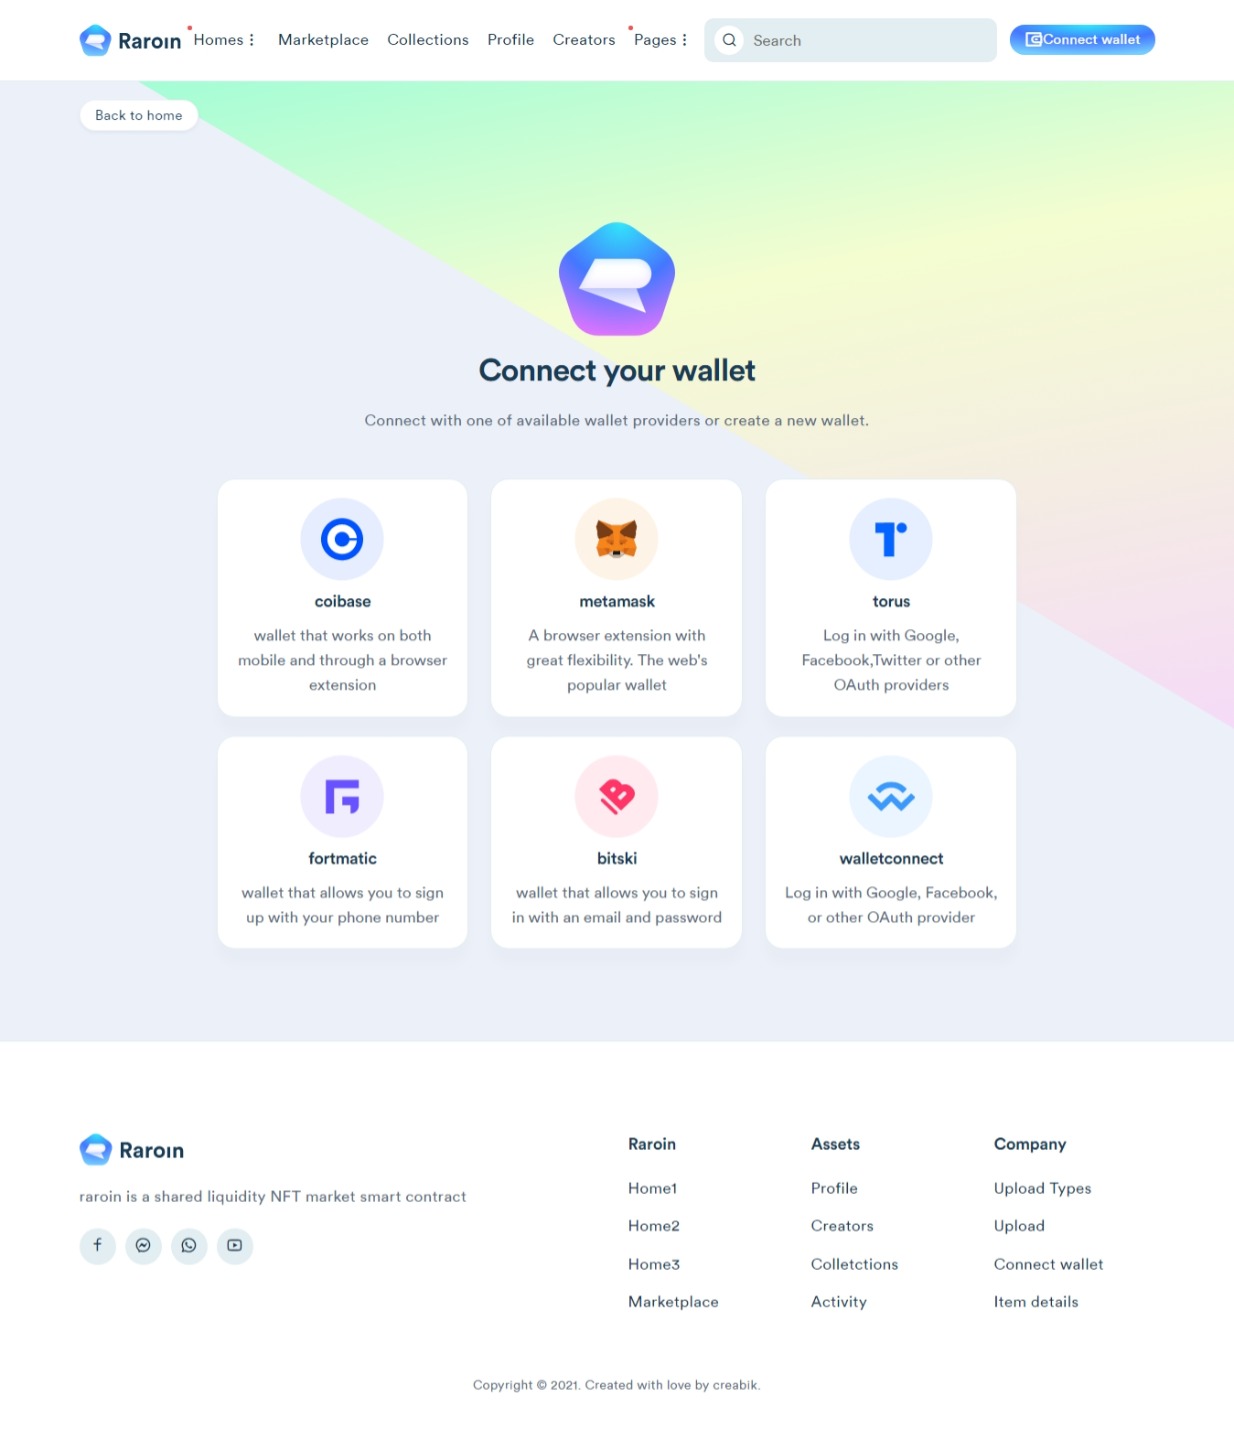 Raroin
Homes
Marketplace
Collections
Profile
Creators
Pages
Search
Connect wallet
Back to home
Connect your wallet
Connect with one of available wallet providers or create a new wallet.
coibase
wallet that works on both
mobile and through a browser
extension
metamask
A browser extension with
great flexibility. The web's
popular wallet
torus
Log in with Google,
Facebook,Twitter or other
OAuth providers
fortmatic
wallet that allows you to sign
up with your phone number
bitski
wallet that allows you to sign
in with an email and password
walletconnect
Log in with Google, Facebook,
or other OAuth provider
Raroin
raroin is a shared liquidity NFT market smart contract
Raroin
Home1
Home2
Home3
Marketplace
Assets
Profile
Creators
Colletctions
Activity
Company
Upload Types
Upload
Connect wallet
Item details
Copyright © 2021. Created with love by creabik.